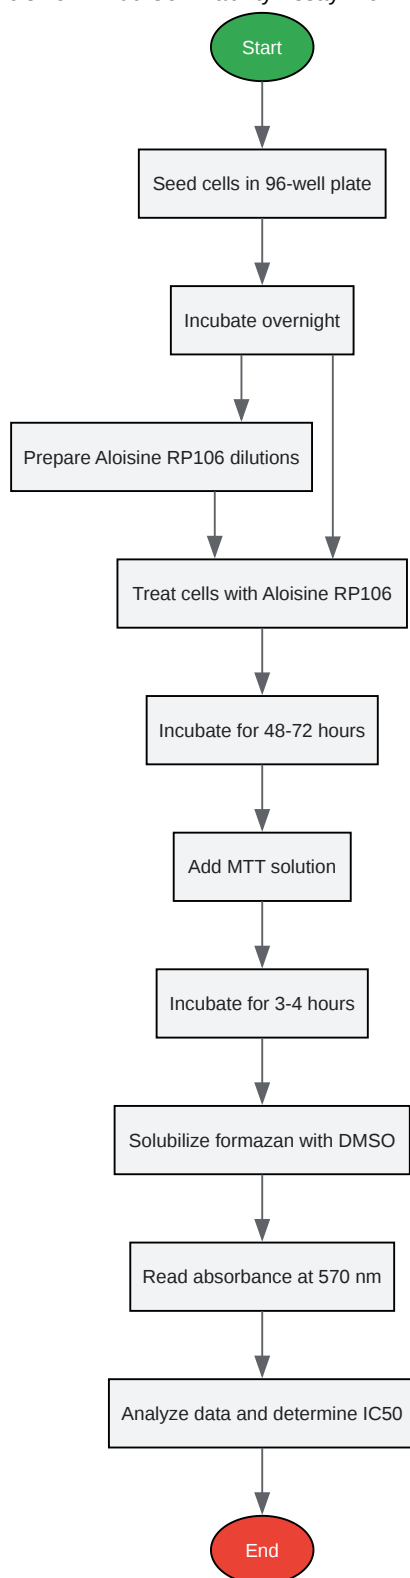 Start
Seed cells in 96-well plate
Incubate overnight
Prepare Aloisine RP106 dilutions
Treat cells with Aloisine RP106
Incubate for 48-72 hours
Add MTT solution
Incubate for 3-4 hours
Solubilize formazan with DMSO
Read absorbance at 570 nm
Analyze data and determine IC50
End